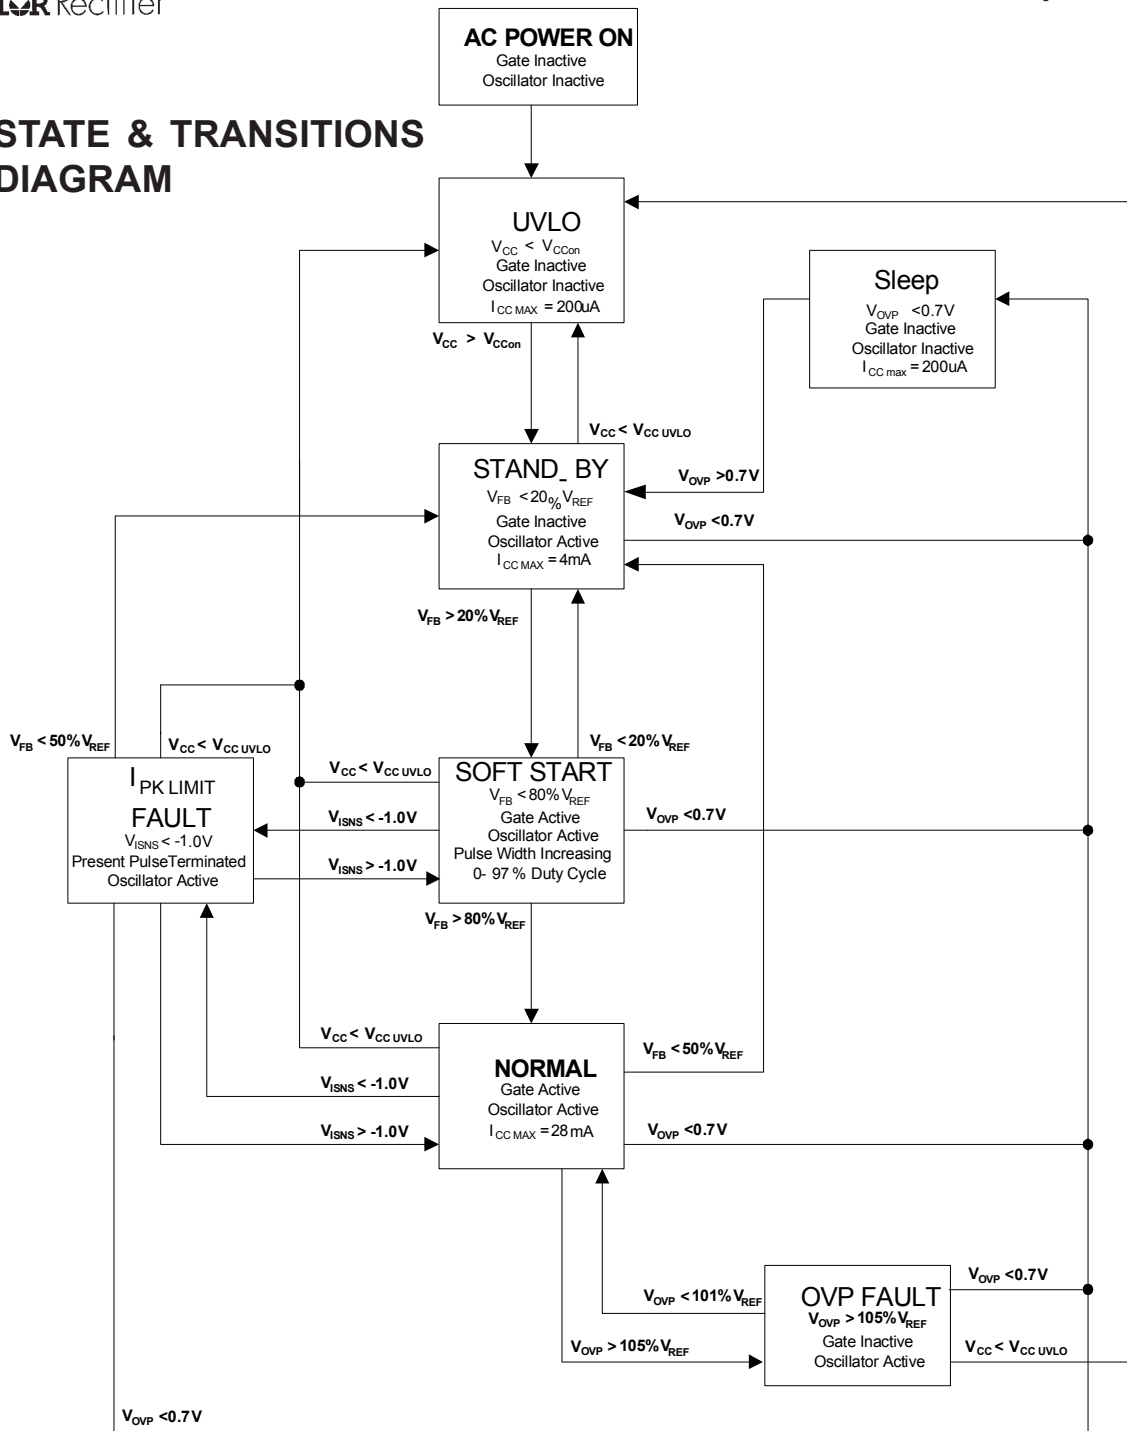 IOR Rectifier
AC POWER ON
Gate Inactive
Oscillator Inactive
STATE & TRANSITIONS
DIAGRAM
UVLO
VCC < VCCon
Gate Inactive
Oscillator Inactive
ICC MAX = 200uA
Sleep
VOVP <0.7V
Gate Inactive
Oscillator Inactive
ICC max = 200uA
VCC > VCCon
VCC < VCC UVLO
STAND_BY
VFB <20% VREF
Gate Inactive
Oscillator Active
ICC MAX = 4mA
VOVP >0.7V
VOVP <0.7V
VFB > 20% VREF
VFB < 50% VREF
VCC < VCC UVLO
VFB < 20% VREF
IPK LIMIT
FAULT
VISNS < -1.0V
Present PulseTerminated
Oscillator Active
VCC < VCC UVLO
VISNS < -1.0V
VISNS > -1.0V
SOFT START
VFB < 80% VREF
Gate Active
Oscillator Active
Pulse Width Increasing
0- 97 % Duty Cycle
VOVP <0.7V
VFB > 80% VREF
VCC < VCC UVLO
VISNS < -1.0V
VISNS > -1.0V
NORMAL
Gate Active
Oscillator Active
ICC MAX = 28 mA
VFB < 50% VREF
VOVP <0.7V
VOVP < 101% VREF
VOVP > 105% VREF
OVP FAULT
VOVP > 105% VREF
Gate Inactive
Oscillator Active
VOVP <0.7V
VCC < VCC UVLO
VOVP <0.7V